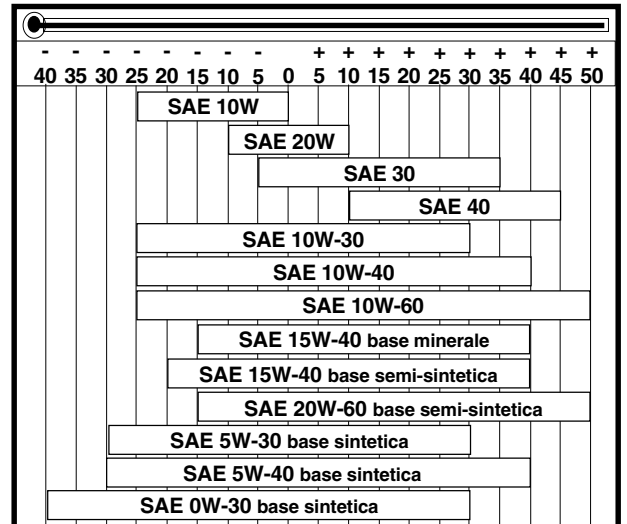 - - - - - - - - + + + + + + + + + +
40 35 30 25 20 15 10 5 0 5 10 15 20 25 30 35 40 45 50
SAE 10W
SAE 20W
SAE 30
SAE 40
SAE 10W-30
SAE 10W-40
SAE 10W-60
SAE 15W-40 base minerale
SAE 15W-40 base semi-sintetica
SAE 20W-60 base semi-sintetica
SAE 5W-30 base sintetica
SAE 5W-40 base sintetica
SAE 0W-30 base sintetica